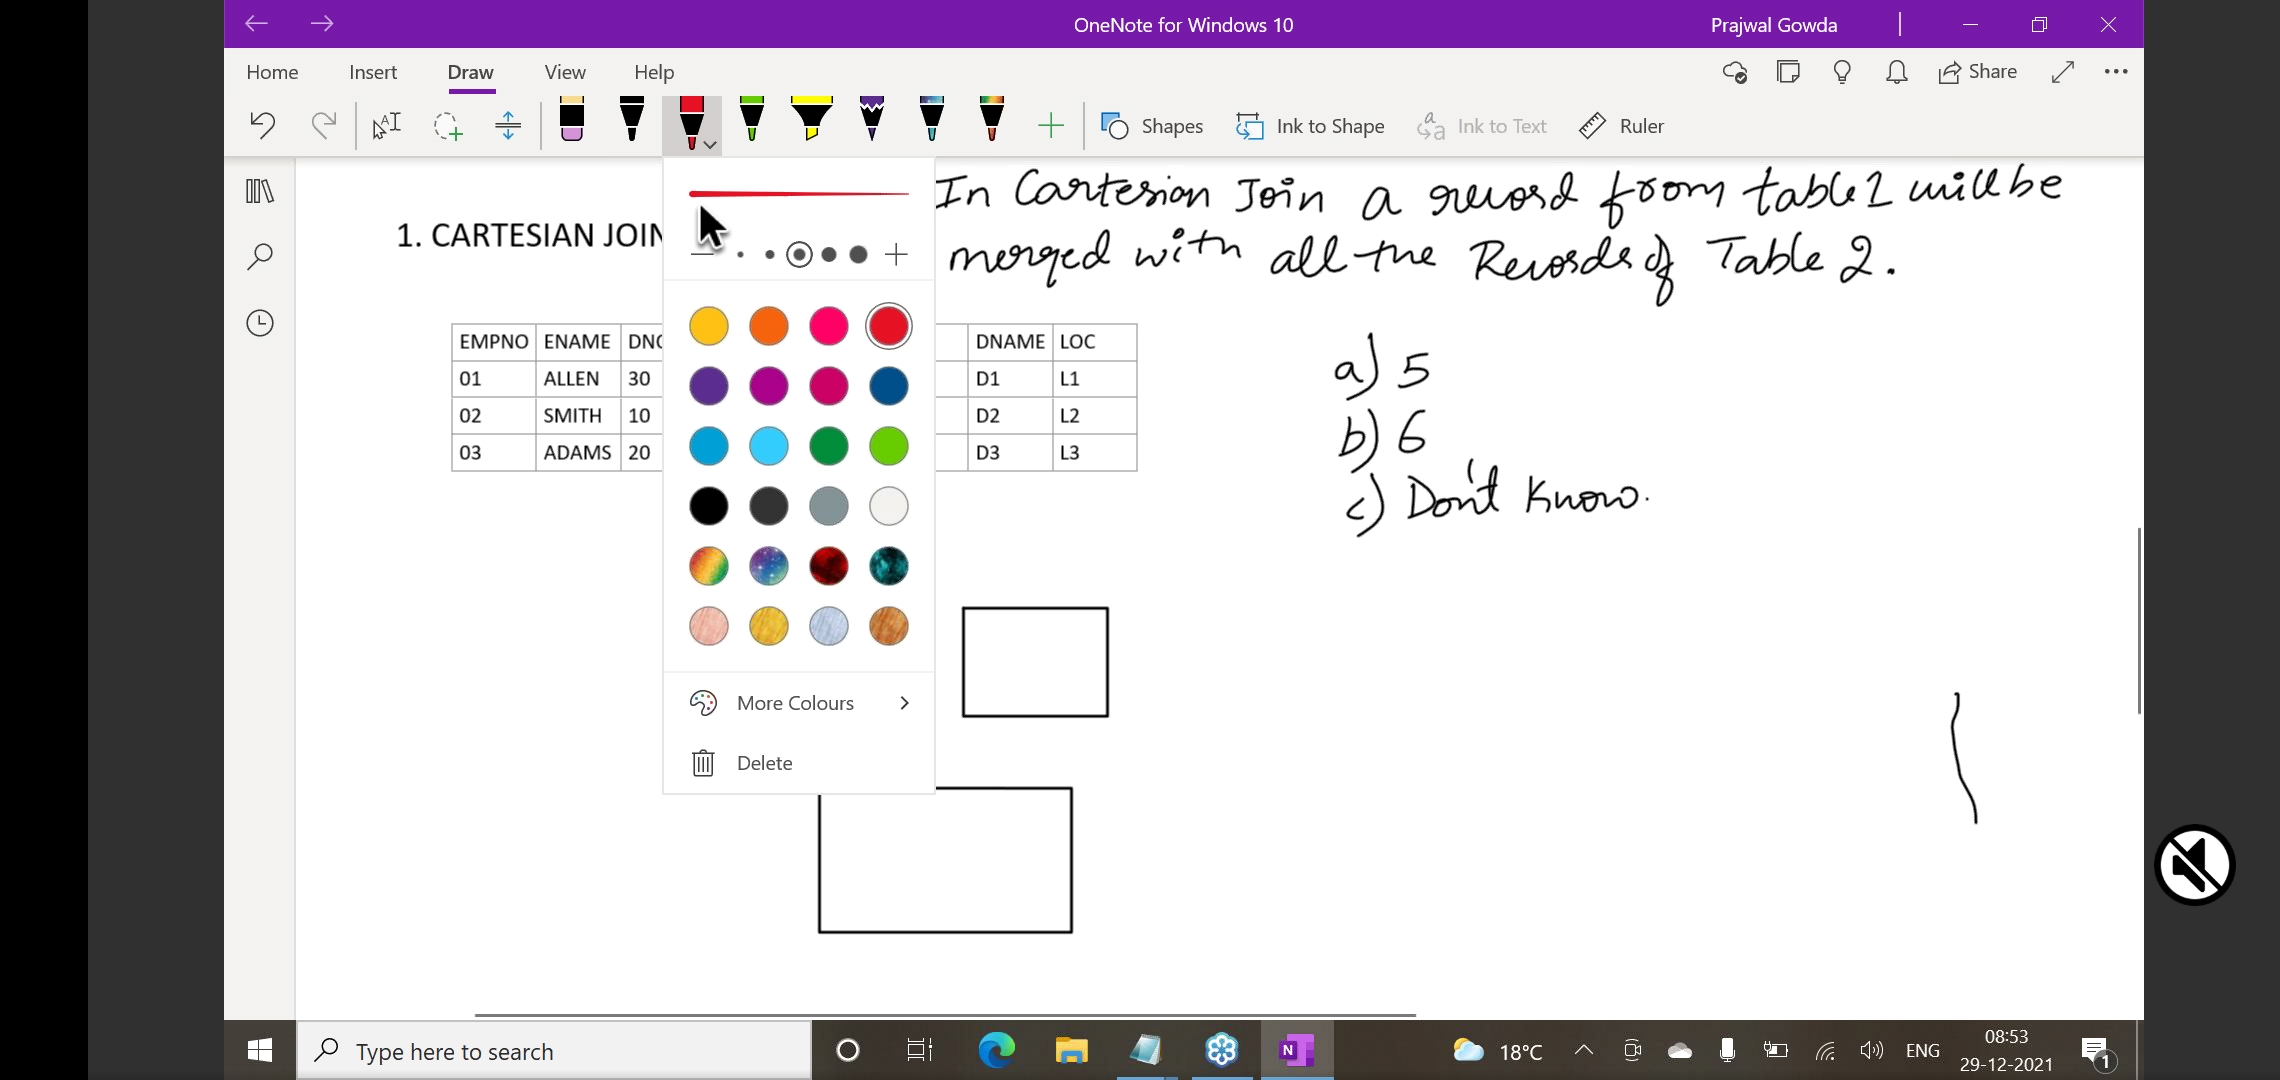 OneNote for Windows 10
Prajwal Gowda
Home Insert Draw View Help
Share
Shapes Ink to Shape Ink to Text Ruler
In Cartesian Join a record from table 1 will be
1. CARTESIAN JOIN
merged with all the Records of Table 2.
EMPNO ENAME DNO DNAME LOC
01 ALLEN 30 D1 L1
02 SMITH 10 D2 L2
03 ADAMS 20 D3 L3
a) 5
b) 6
c) Don't Know.
More Colours
Delete
Type here to search
18°C
ENG
08:53
29-12-2021
1